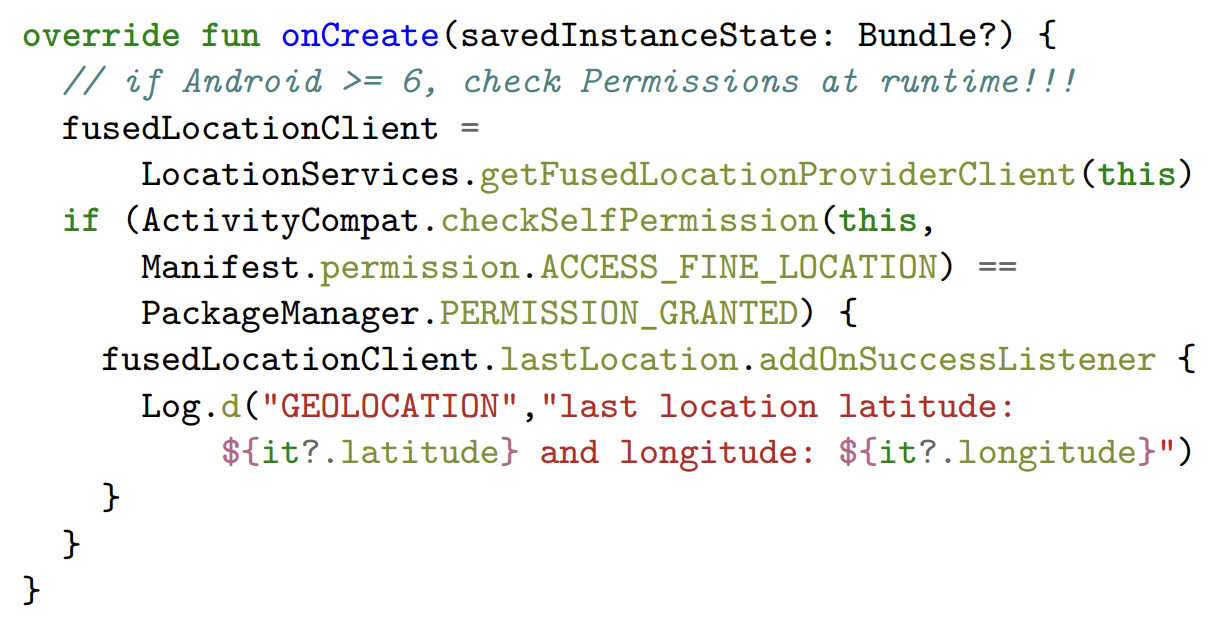 override fun onCreate(savedInstanceState: Bundle?) {
// if Android >= 6, check Permissions at runtime!!!
fusedLocationClient =
LocationServices.getFusedLocationProviderClient(this)
if (ActivityCompat.checkSelfPermission(this,
Manifest.permission.ACCESS_FINE_LOCATION) ==
PackageManager.PERMISSION_GRANTED) {
fusedLocationClient.lastLocation.addOnSuccessListener {
Log.d("GEOLOCATION","last location latitude:
${it?.latitude} and longitude: ${it?.longitude}")
}
}
}